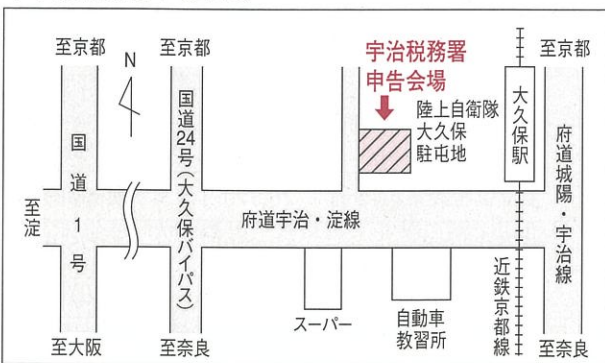 至京都
N
至京都
宇治税務署
申告会場
至京都
国道1号
国道24号(大久保バイパス)
陸上自衛隊
大久保
駐屯地
大久保駅
府道城陽・宇治線
至淀
府道宇治・淀線
スーパー
自動車
教習所
近鉄京都線
至大阪
至奈良
至奈良